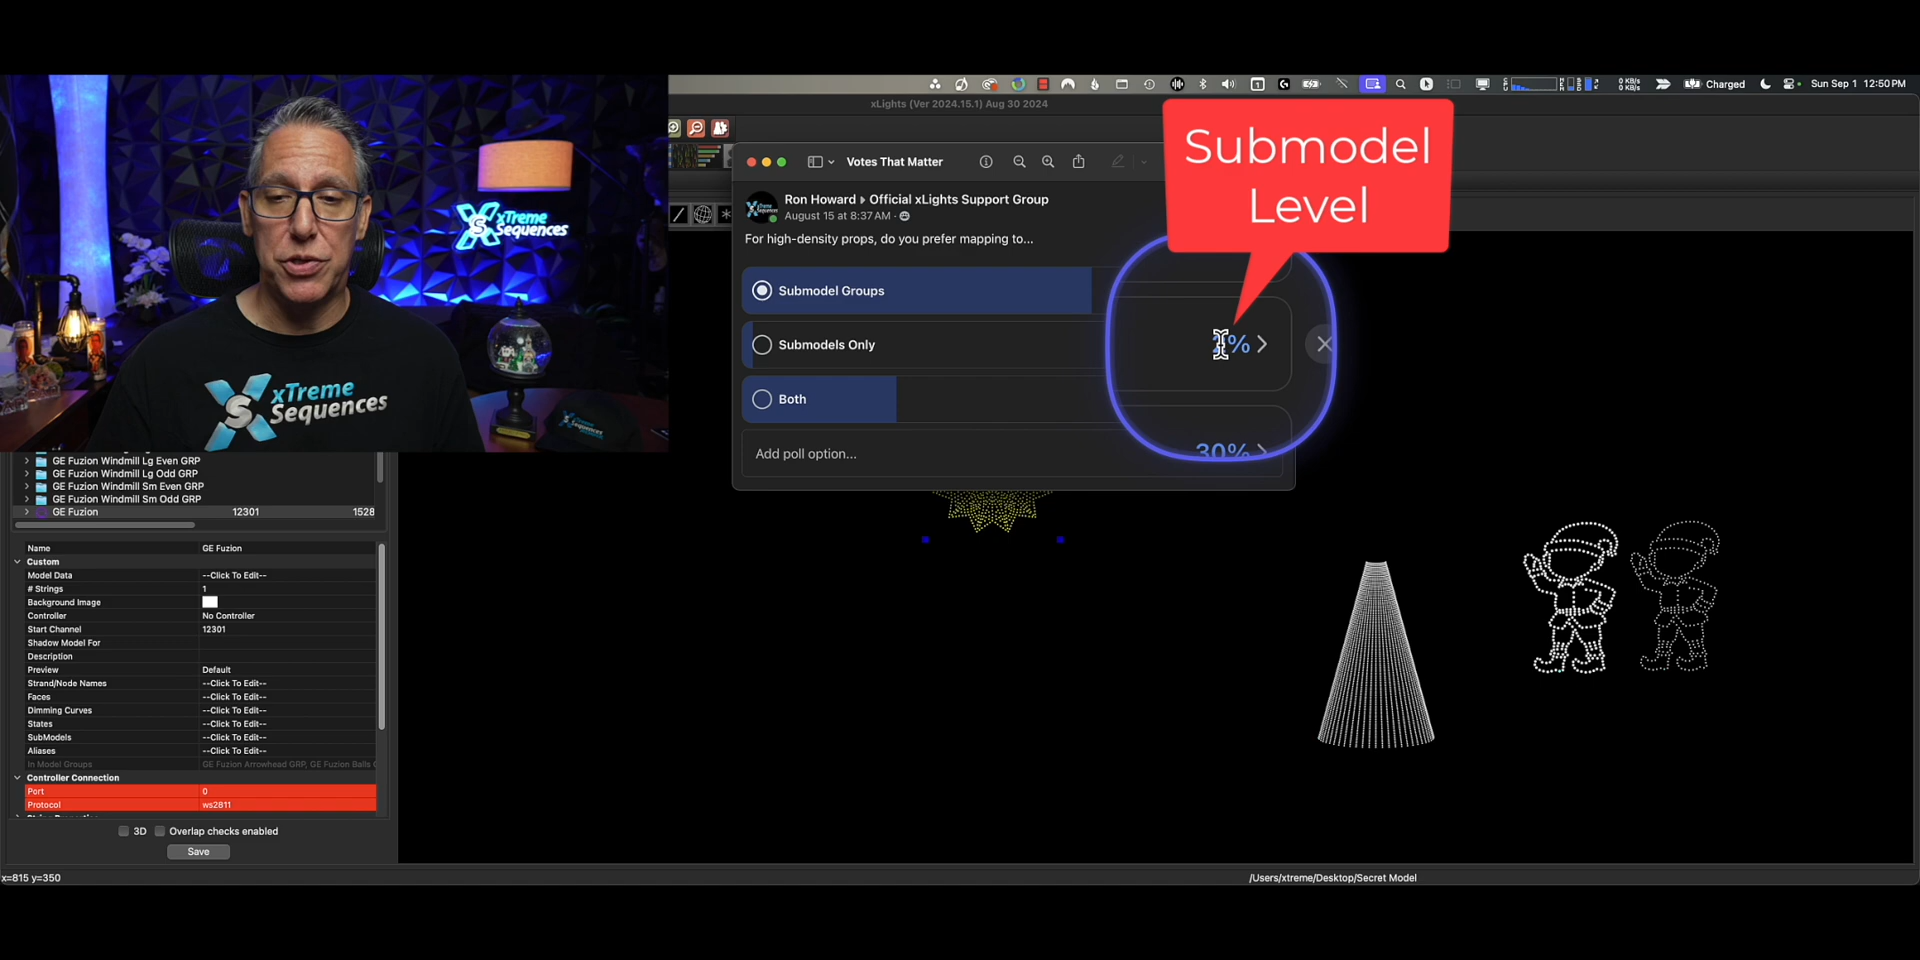 Charged
Sun Sep 1 12:50 PM
xLights (Ver 2024.15.1) Aug 30 2024
Submodel
Level
Votes That Matter
Ron Howard ▸ Official xLights Support Group
August 15 at 8:37 AM ·
For high-density props, do you prefer mapping to...
Submodel Groups
Submodels Only
%
Both
30%
Add poll option...
xTreme
Sequences
xTreme
Sequences
GE Fuzion Windmill Lg Even GRP
GE Fuzion Windmill Lg Odd GRP
GE Fuzion Windmill Sm Even GRP
GE Fuzion Windmill Sm Odd GRP
GE Fuzion 12301 1528
Name GE Fuzion
Custom
Model Data --Click To Edit--
# Strings 1
Background Image
Controller No Controller
Start Channel 12301
Shadow Model For
Description
Preview Default
Strand/Node Names --Click To Edit--
Faces --Click To Edit--
Dimming Curves --Click To Edit--
States --Click To Edit--
SubModels --Click To Edit--
Aliases --Click To Edit--
In Model Groups GE Fuzion Arrowhead GRP, GE Fuzion Balls
Controller Connection
Port 0
Protocol ws2811
3D Overlap checks enabled
Save
x=815 y=350
/Users/xtreme/Desktop/Secret Model